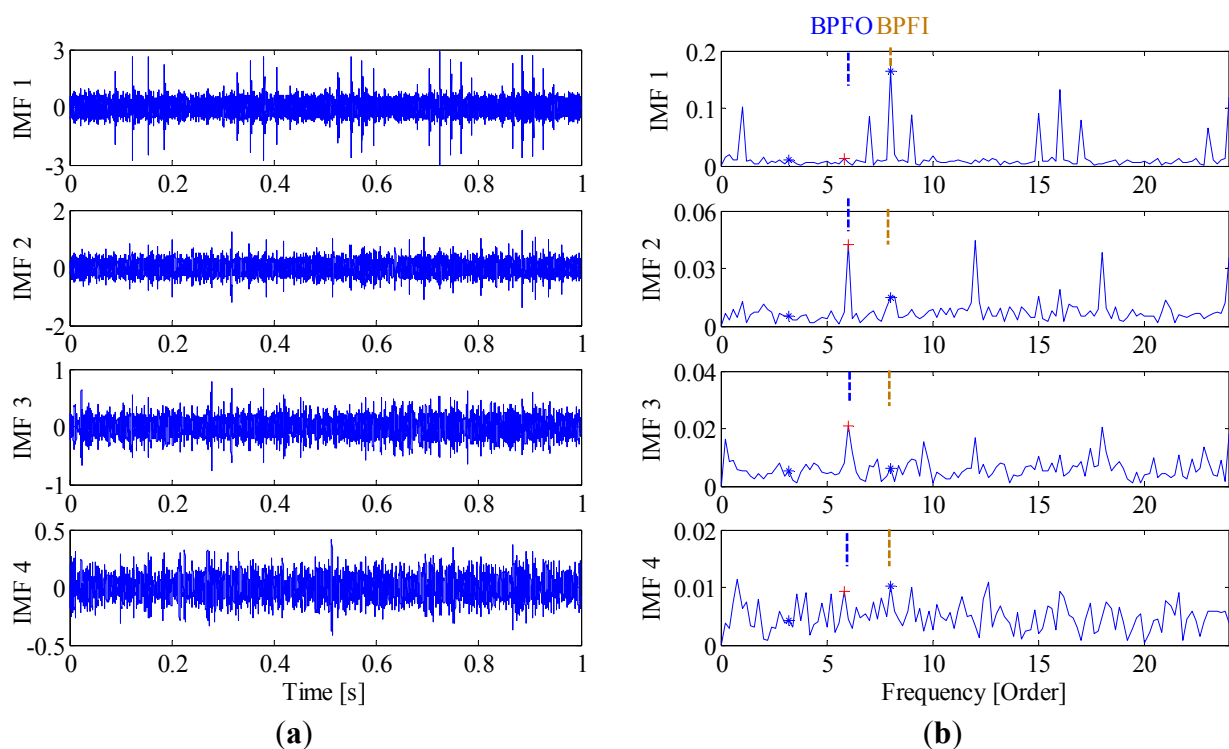 BPFO BPFI
IMF 1
3
0
-3
0 0.2 0.4 0.6 0.8 1
IMF 2
2
0
-2
0 0.2 0.4 0.6 0.8 1
IMF 3
1
0
-1
0 0.2 0.4 0.6 0.8 1
IMF 4
0.5
0
-0.5
0 0.2 0.4 0.6 0.8 1
Time [s]
(a)
IMF 1
0.2
0.1
0
0 5 10 15 20
IMF 2
0.06
0.03
0
0 5 10 15 20
IMF 3
0.04
0.02
0
0 5 10 15 20
IMF 4
0.02
0.01
0
0 5 10 15 20
Frequency [Order]
(b)